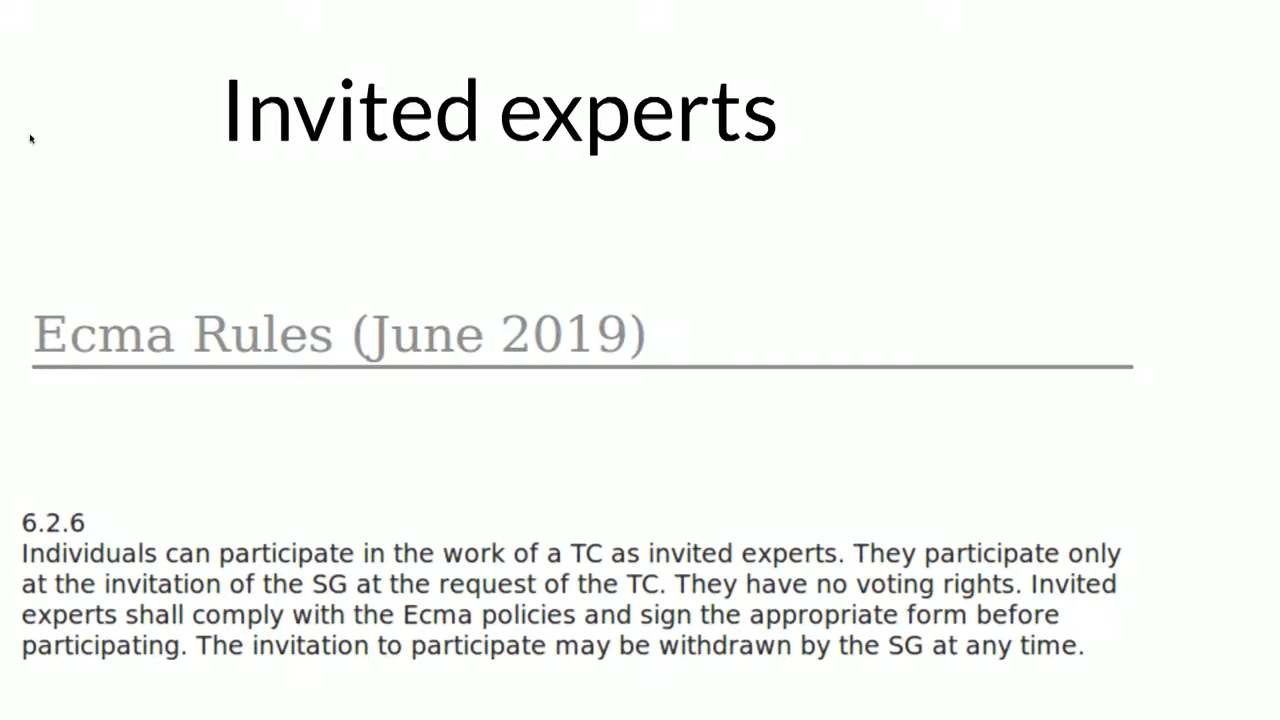 Invited experts
Ecma Rules (June 2019)
6.2.6
Individuals can participate in the work of a TC as invited experts. They participate only
at the invitation of the SG at the request of the TC. They have no voting rights. Invited
experts shall comply with the Ecma policies and sign the appropriate form before
participating. The invitation to participate may be withdrawn by the SG at any time.